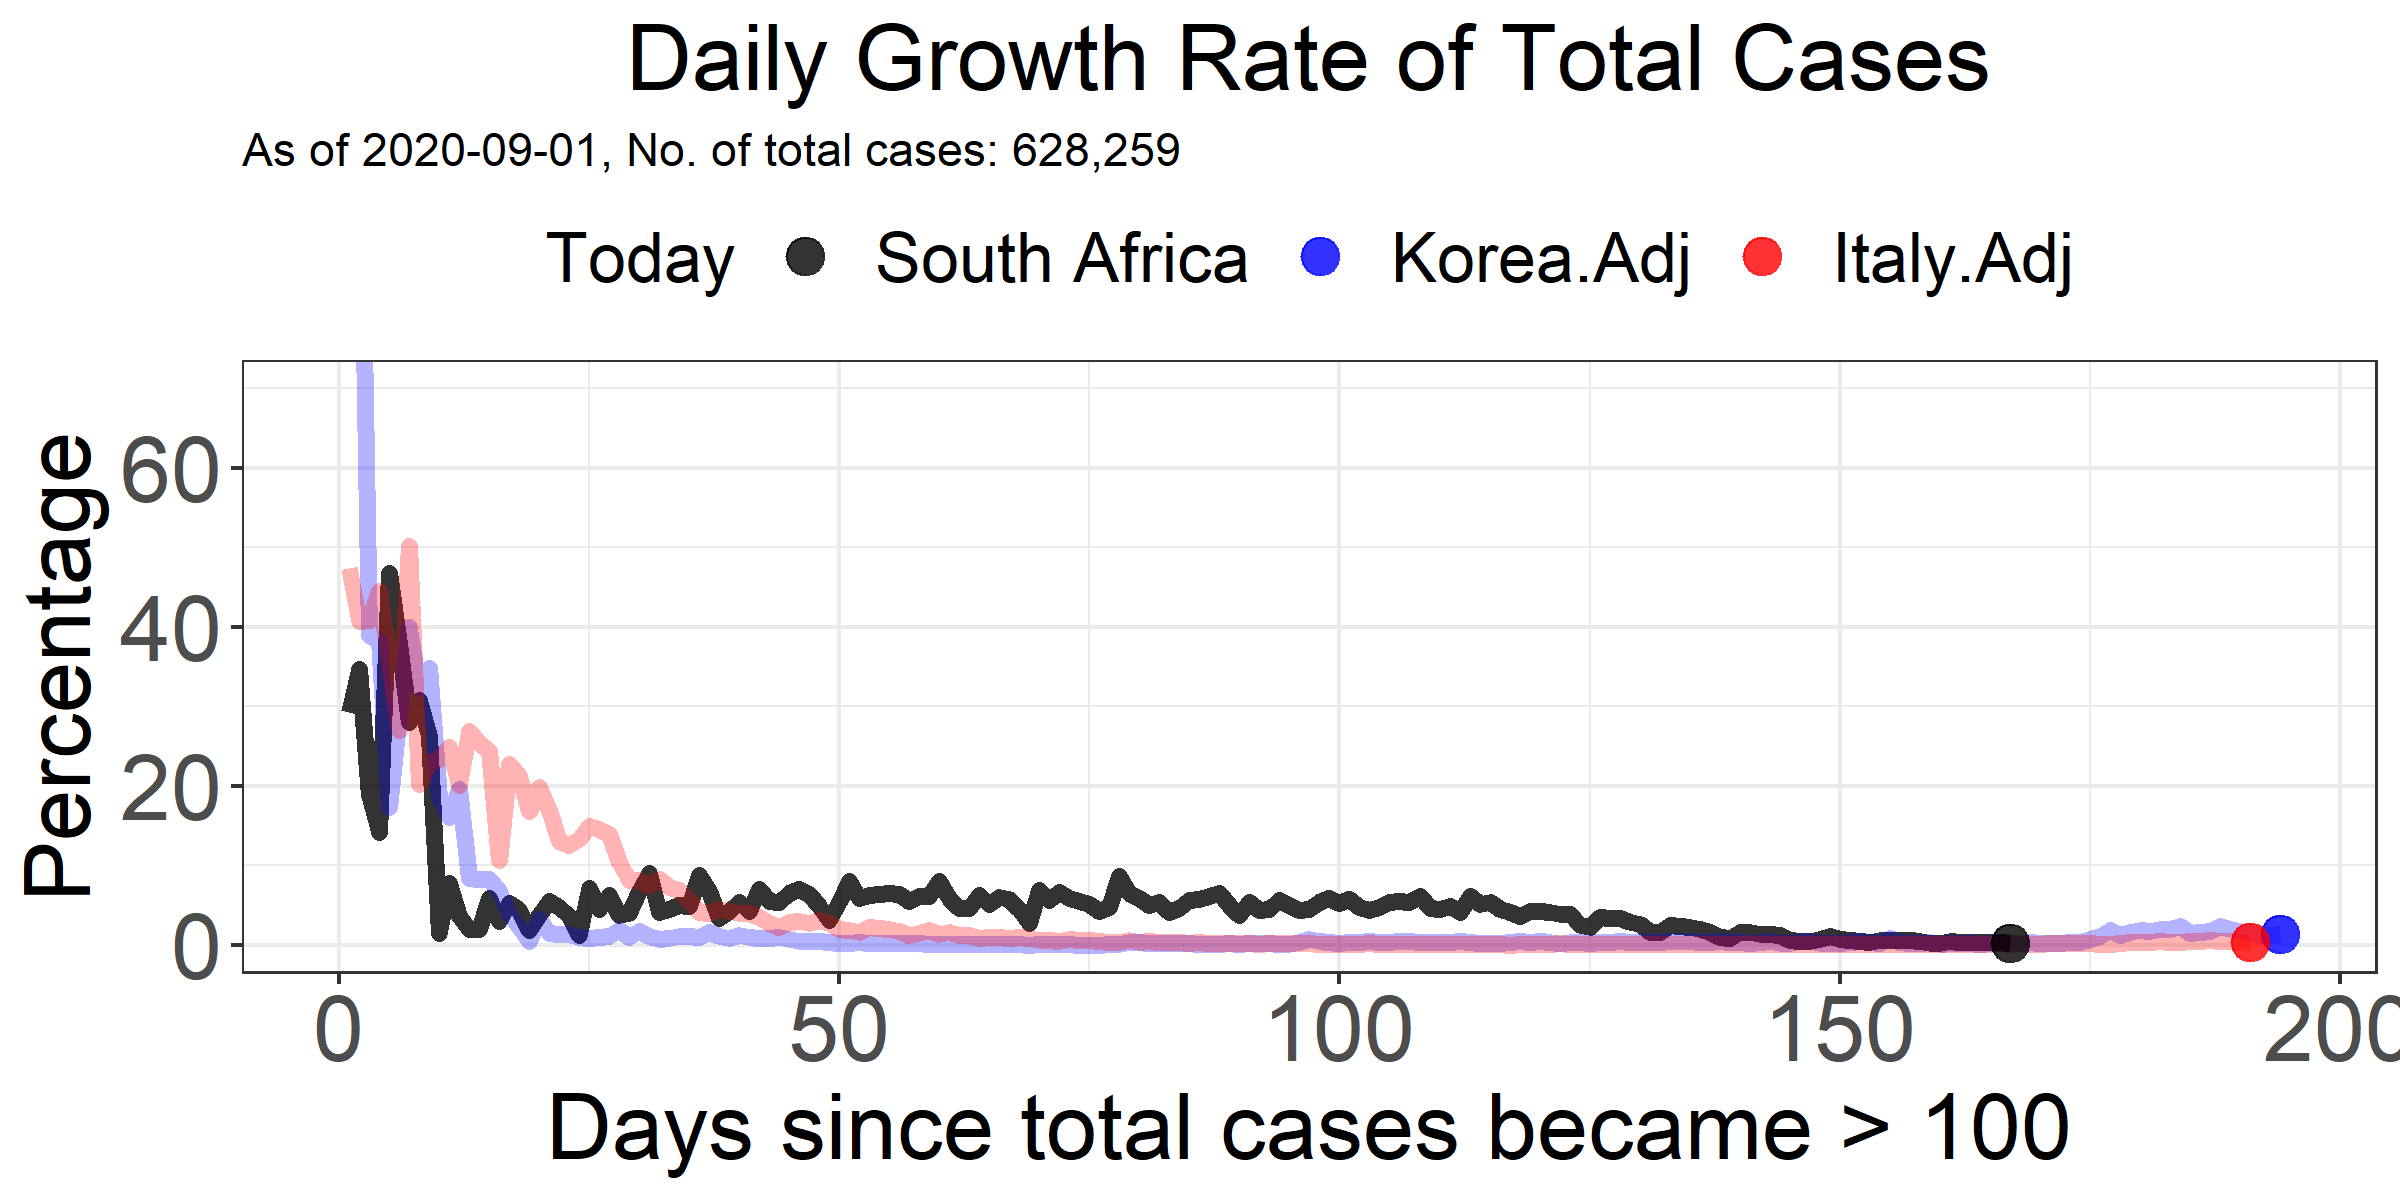 Daily Growth Rate of Total Cases
As of 2020-09-01, No. of total cases: 628,259
Today South Africa Korea.Adj Italy.Adj
Percentage
60
40
20
0
0 50 100 150 200
Days since total cases became > 100